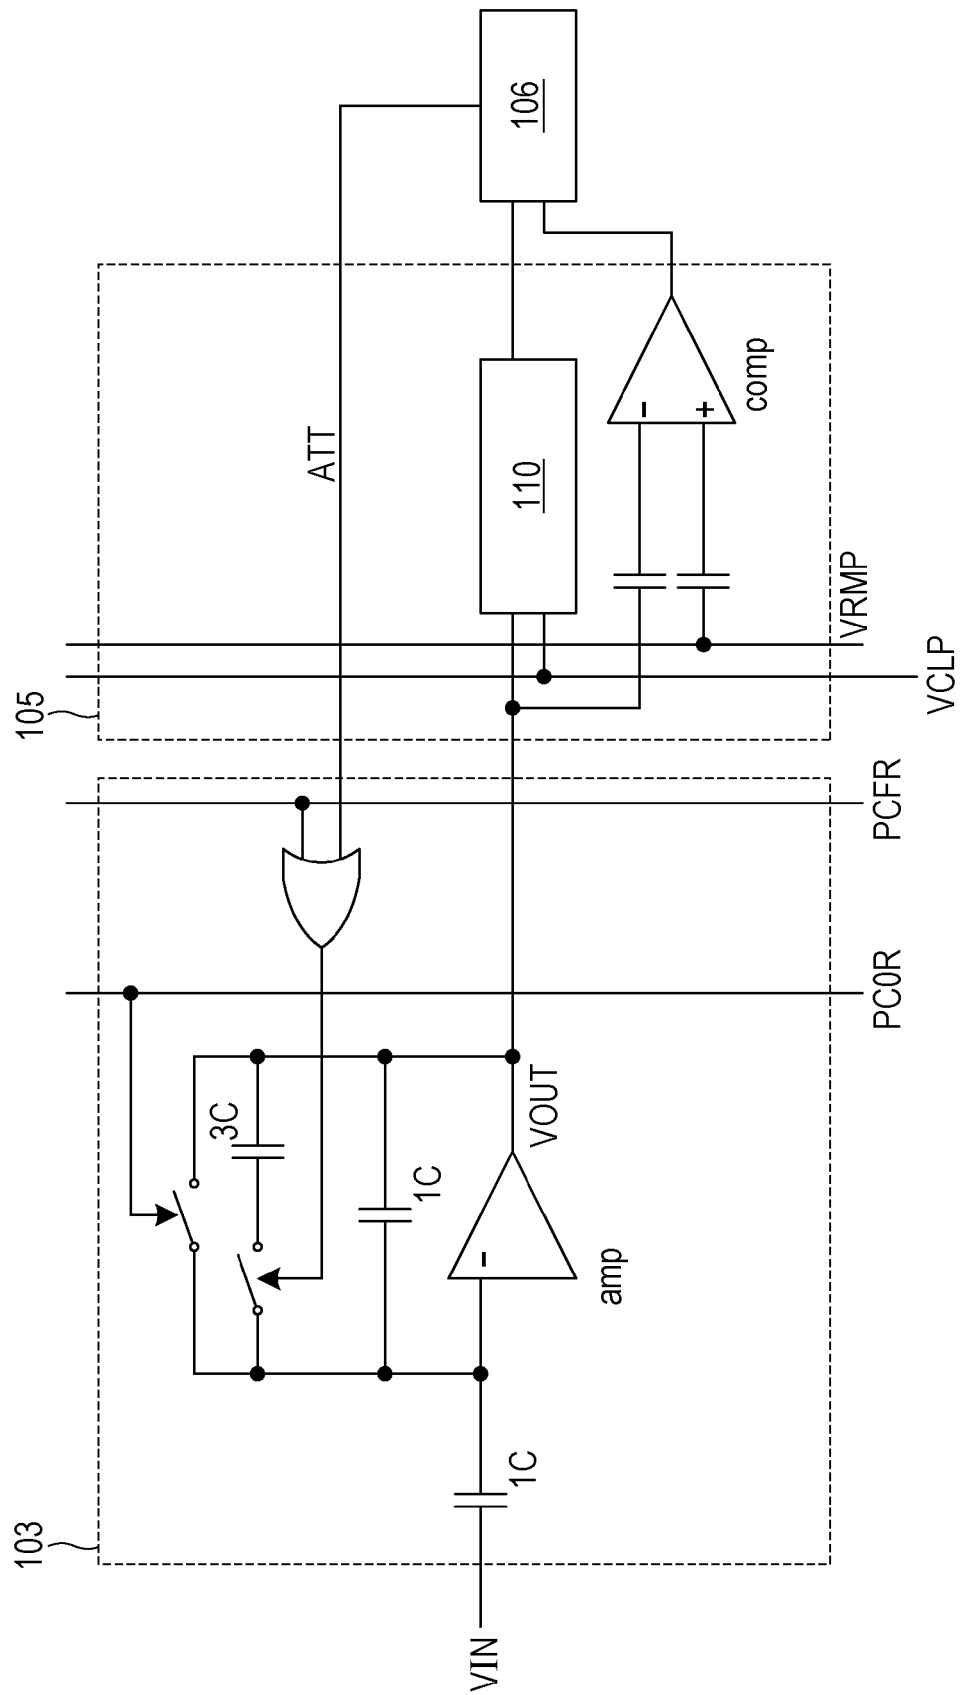 103
105
VIN
1C
amp
-
VOUT
1C
3C
PC0R
PCFR
ATT
VCLP
VRMP
110
-
+
comp
106